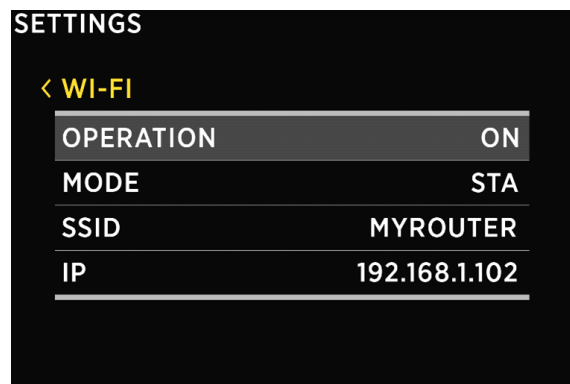 SETTINGS
< WI-FI
OPERATION ON
MODE STA
SSID MYROUTER
IP 192.168.1.102